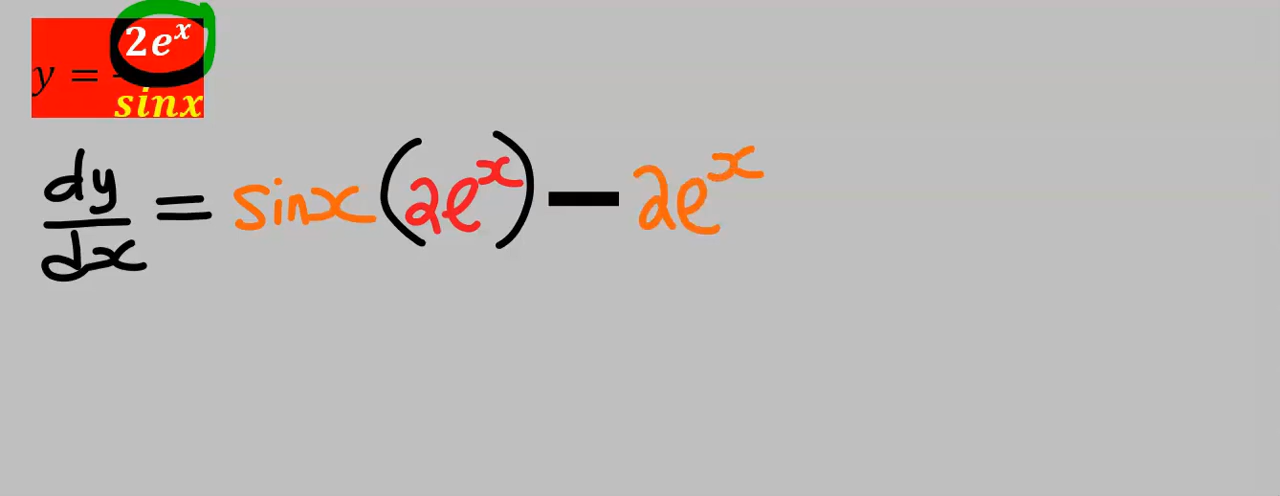 y = 2e^x / sinx
dy/dx = sinx(2e^x) − 2e^x